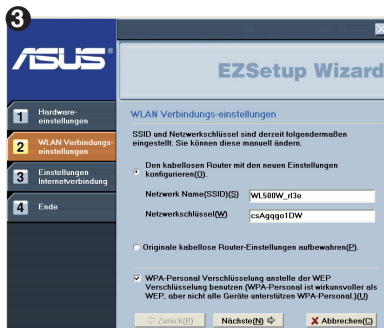 3
ASUS
EZSetup Wizard
1 Hardware-
einstellungen
2 WLAN Verbindungs-
einstellungen
3 Einstellungen
Internetverbindung
4 Ende
WLAN Verbindungs-einstellungen
SSID und Netzwerkschlüssel sind derzeit folgendermaßen
eingestellt. Sie können diese manuell ändern.
Den kabellosen Router mit den neuen Einstellungen
konfigurieren(O).
Netzwerk Name(SSID)(S) WL500W_rl3e
Netzwerkschlüssel(W) csAgqgo1DW
Originale kabellose Router-Einstellungen aufbewahren(P).
WPA-Personal Verschlüsselung anstelle der WEP
Verschlüsselung benutzen (WPA-Personal ist wirkunsvoller als
WEP, aber nicht alle Geräte unterstützen WPA-Personal.)(U)
Zurück(B) Nächste(N) Abbrechen(C)